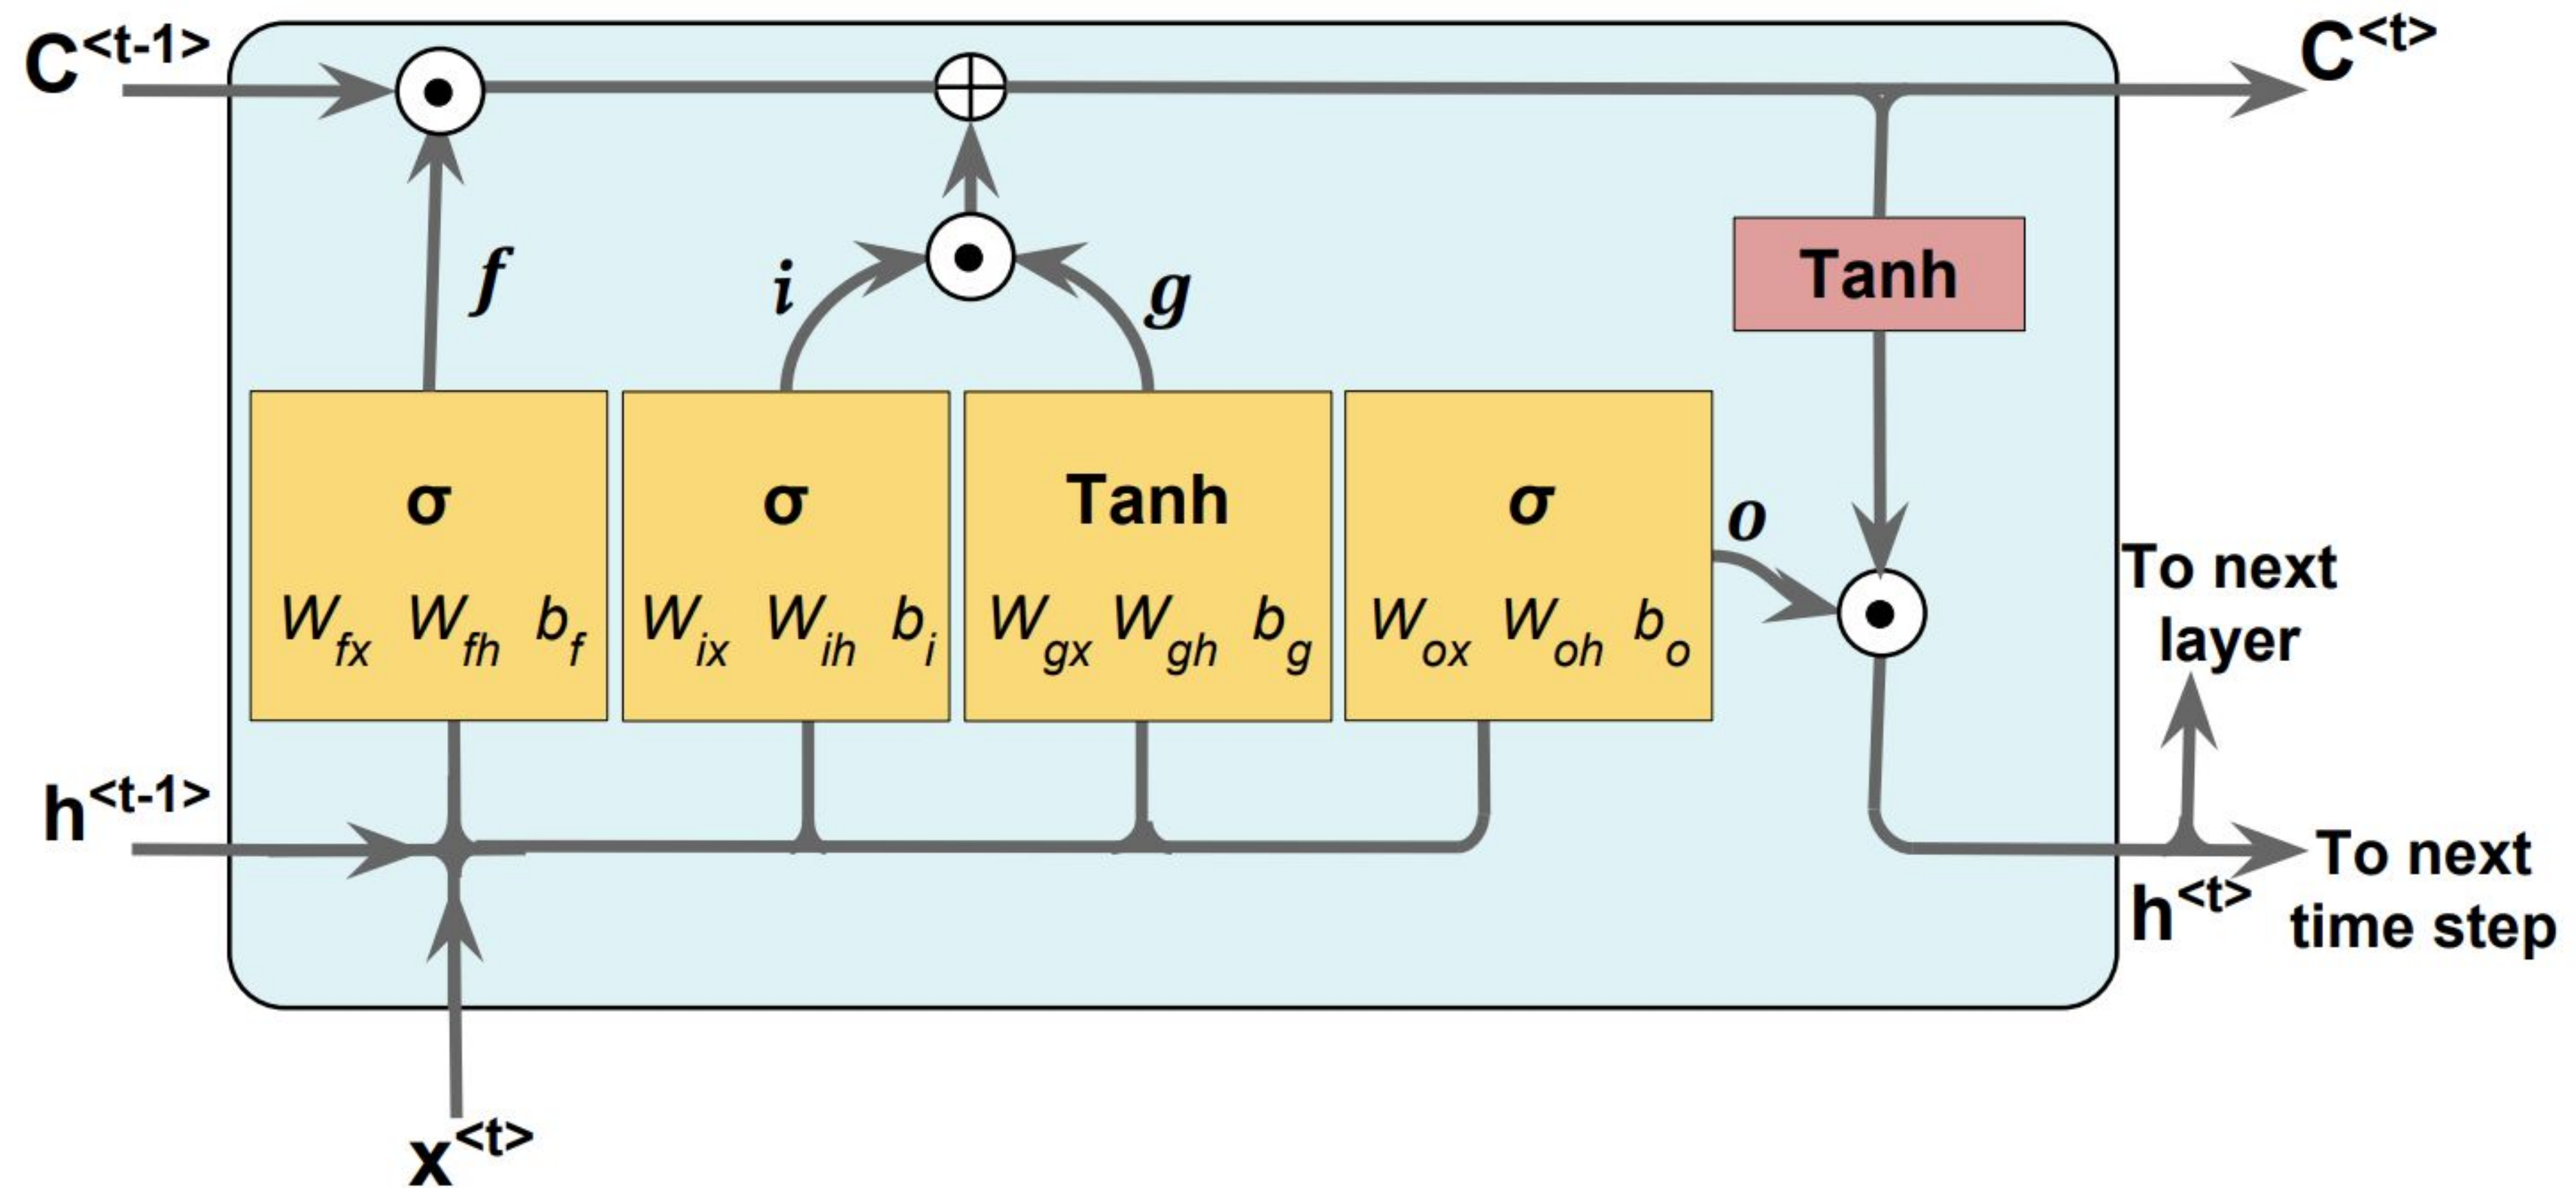 C<t-1>
C<t>
f
i
g
Tanh
σ
σ
Tanh
σ
o
W_fx W_fh b_f
W_ix W_ih b_i
W_gx W_gh b_g
W_ox W_oh b_o
To next
layer
h<t-1>
h<t>
To next
time step
x<t>